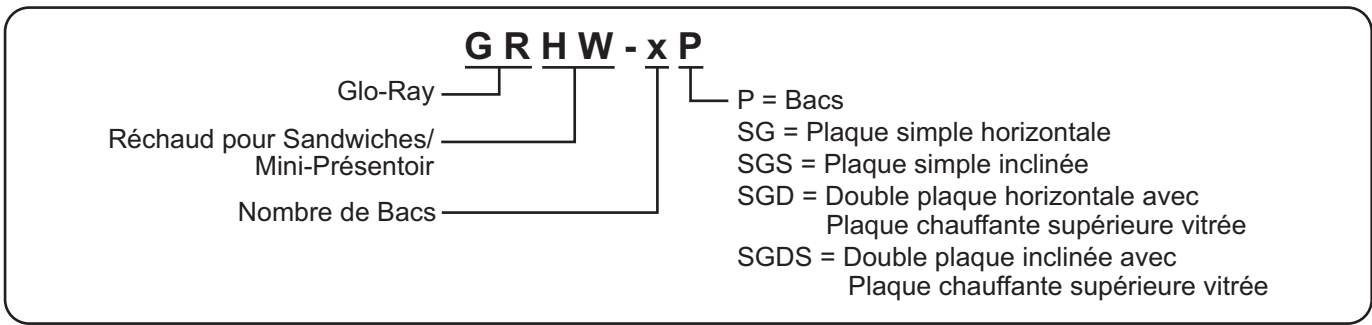 G R H W - x P
Glo-Ray
Réchaud pour Sandwiches/
Mini-Présentoir
Nombre de Bacs
P = Bacs
SG = Plaque simple horizontale
SGS = Plaque simple inclinée
SGD = Double plaque horizontale avec
Plaque chauffante supérieure vitrée
SGDS = Double plaque inclinée avec
Plaque chauffante supérieure vitrée